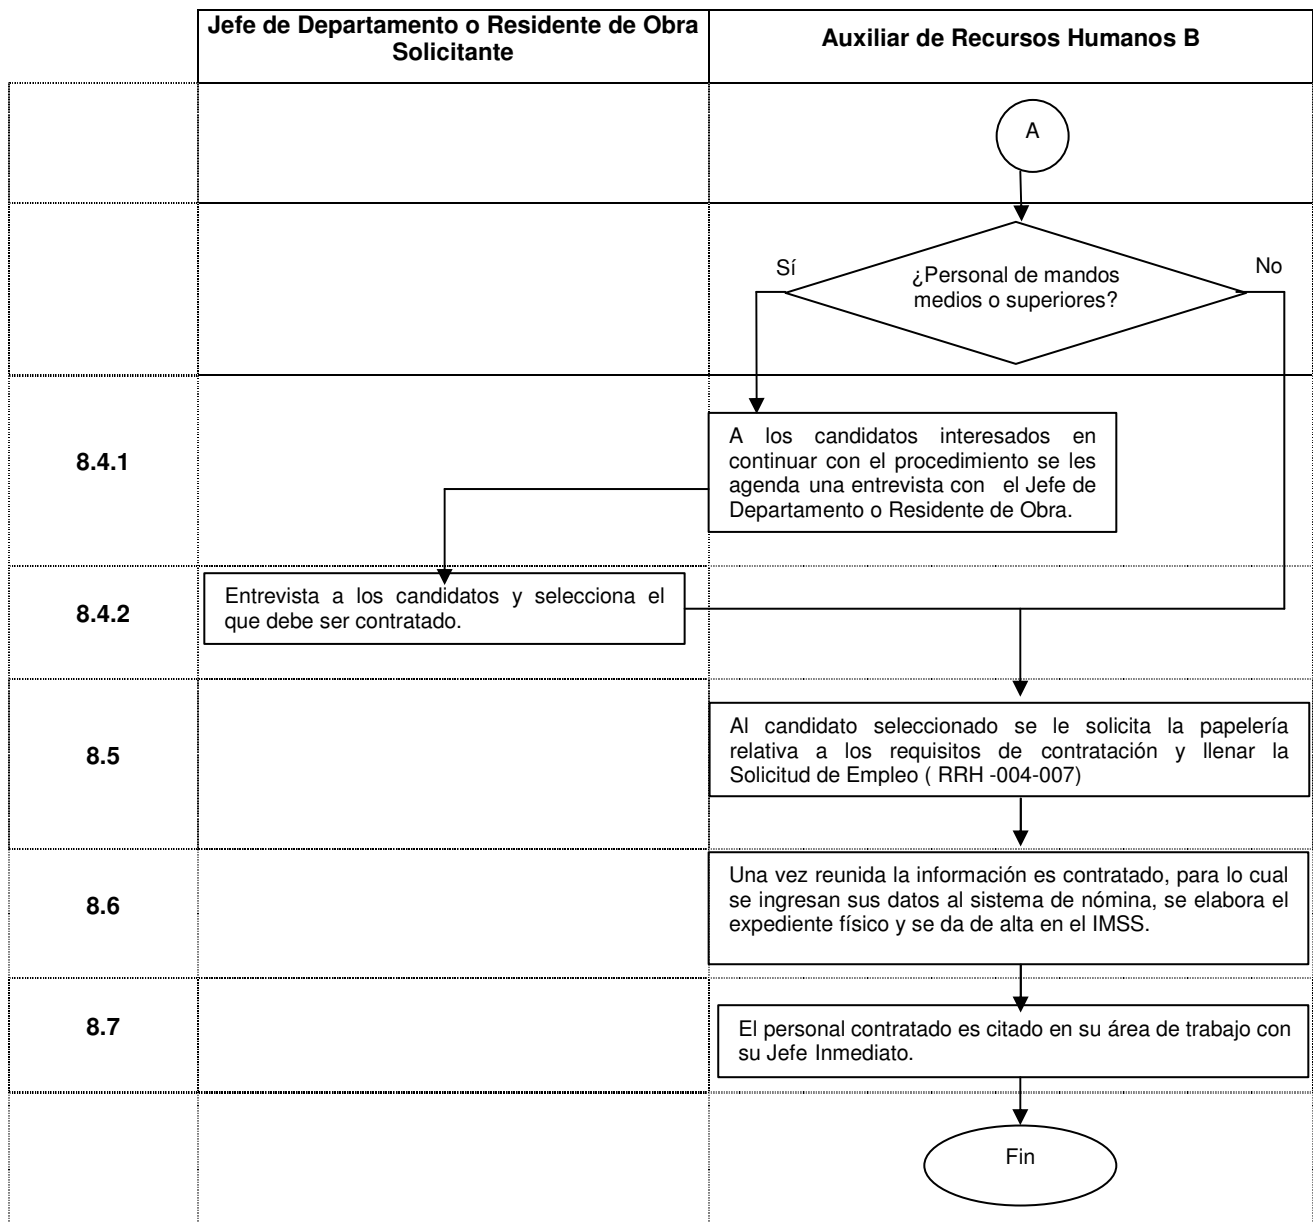 Jefe de Departamento o Residente de Obra
Solicitante
Auxiliar de Recursos Humanos B
A
Sí
¿Personal de mandos
medios o superiores?
No
8.4.1
A los candidatos interesados en
continuar con el procedimiento se les
agenda una entrevista con el Jefe de
Departamento o Residente de Obra.
8.4.2
Entrevista a los candidatos y selecciona el
que debe ser contratado.
8.5
Al candidato seleccionado se le solicita la papelería
relativa a los requisitos de contratación y llenar la
Solicitud de Empleo ( RRH -004-007)
8.6
Una vez reunida la información es contratado, para lo cual
se ingresan sus datos al sistema de nómina, se elabora el
expediente físico y se da de alta en el IMSS.
8.7
El personal contratado es citado en su área de trabajo con
su Jefe Inmediato.
Fin